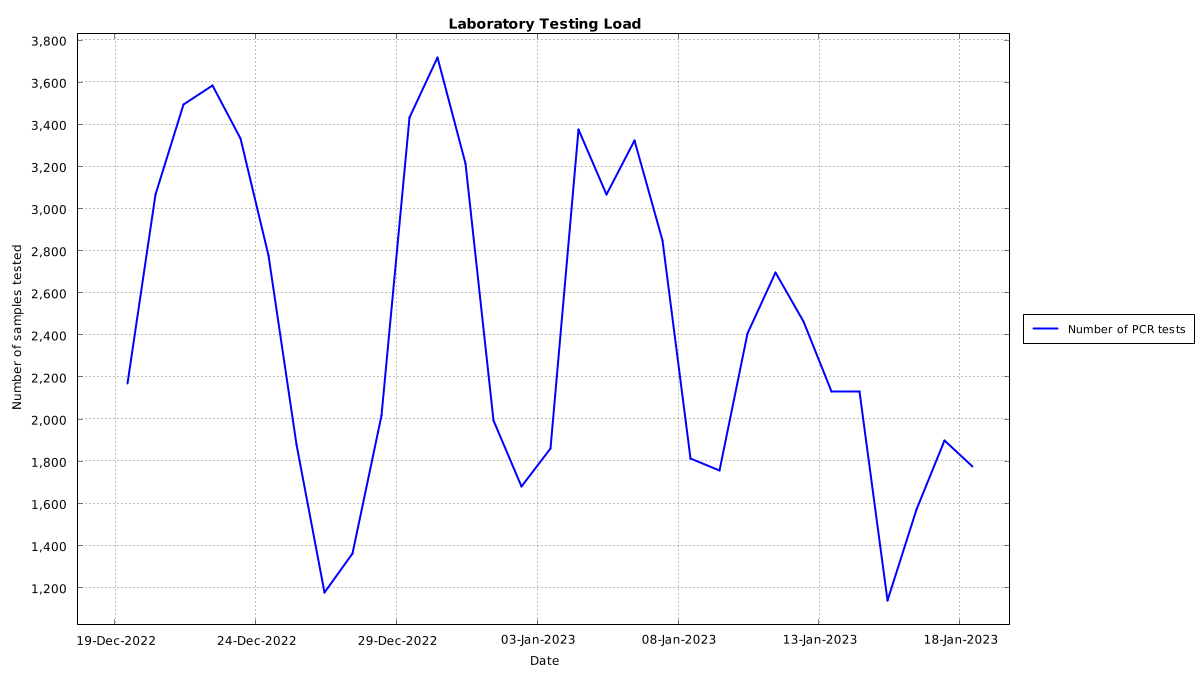 Laboratory Testing Load
3,800
3,600
3,400
3,200
3,000
2,800
2,600
2,400
2,200
2,000
1,800
1,600
1,400
1,200
Number of samples tested
19-Dec-2022 24-Dec-2022 29-Dec-2022 03-Jan-2023 08-Jan-2023 13-Jan-2023 18-Jan-2023
Date
Number of PCR tests